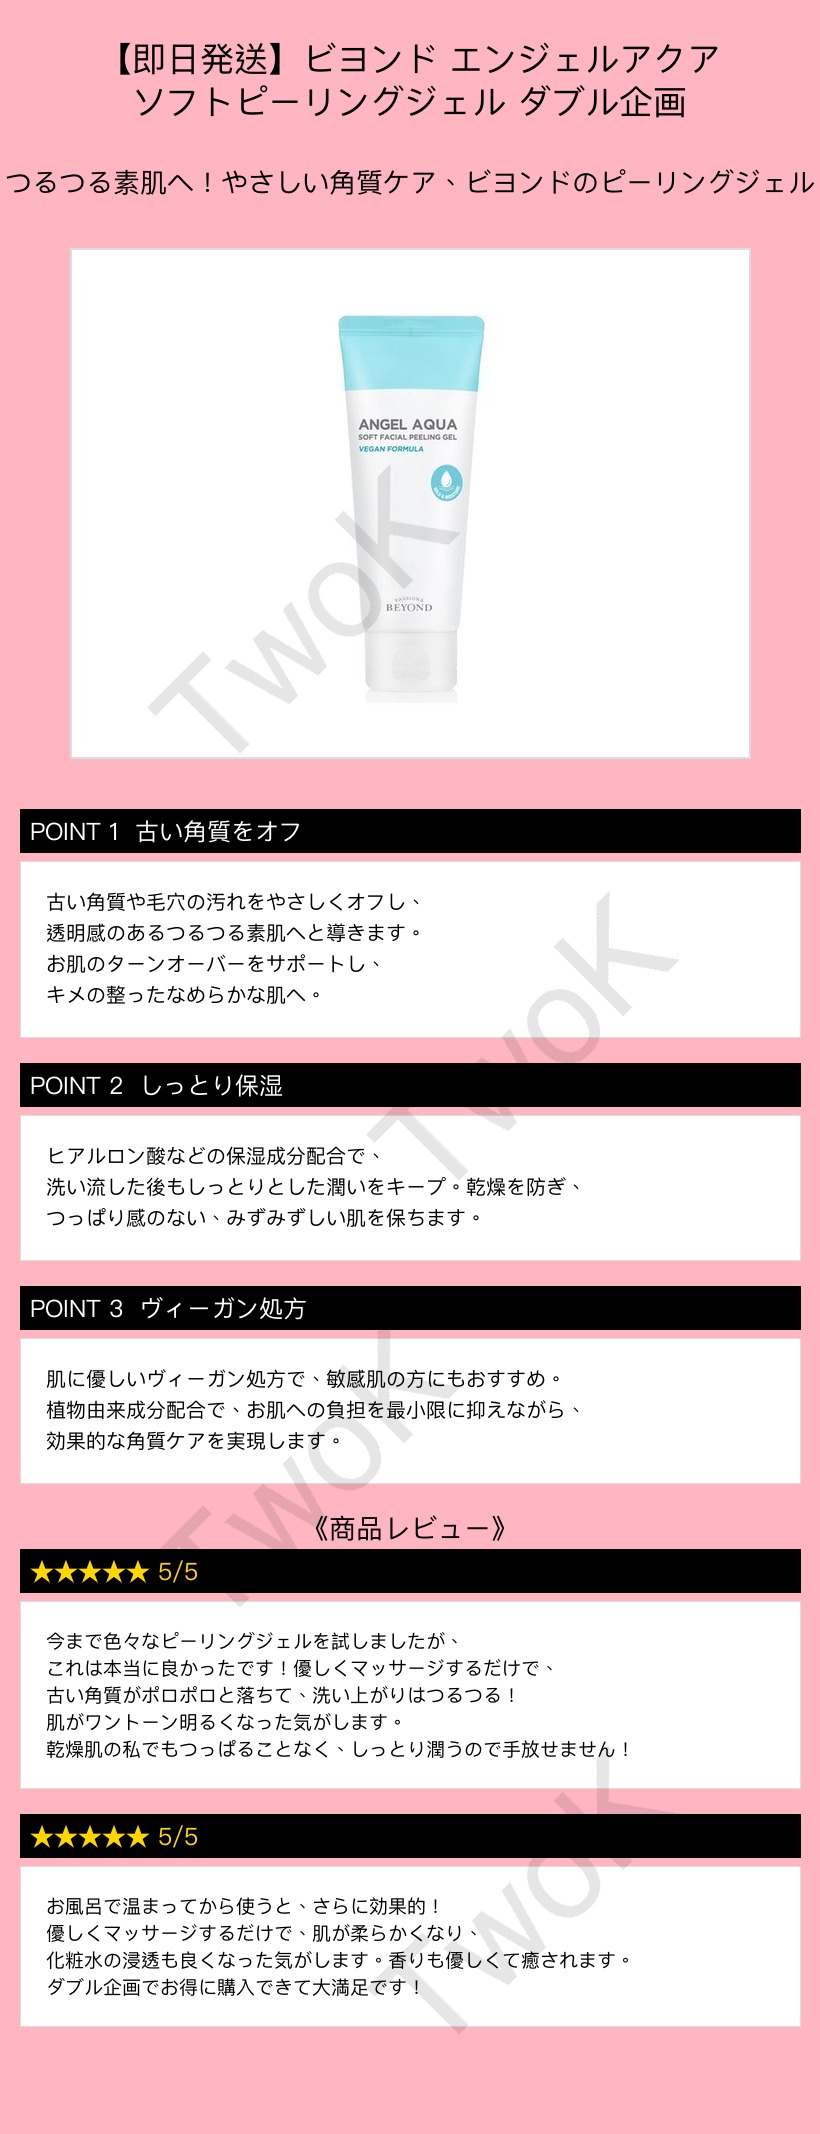 【即日発送】ビヨンド エンジェルアクア
ソフトピーリングジェル ダブル企画
つるつる素肌へ！やさしい角質ケア、ビヨンドのピーリングジェル
ANGEL AQUA
SOFT FACIAL PEELING GEL
VEGAN FORMULA
BEYOND
TwoK
POINT 1 古い角質をオフ
古い角質や毛穴の汚れをやさしくオフし、
透明感のあるつるつる素肌へと導きます。
お肌のターンオーバーをサポートし、
キメの整ったなめらかな肌へ。
TwoK
POINT 2 しっとり保湿
ヒアルロン酸などの保湿成分配合で、
洗い流した後もしっとりとした潤いをキープ。乾燥を防ぎ、
つっぱり感のない、みずみずしい肌を保ちます。
POINT 3 ヴィーガン処方
肌に優しいヴィーガン処方で、敏感肌の方にもおすすめ。
植物由来成分配合で、お肌への負担を最小限に抑えながら、
効果的な角質ケアを実現します。
TwoK
《商品レビュー》
★★★★★ 5/5
今まで色々なピーリングジェルを試しましたが、
これは本当に良かったです！優しくマッサージするだけで、
古い角質がポロポロと落ちて、洗い上がりはつるつる！
肌がワントーン明るくなった気がします。
乾燥肌の私でもつっぱることなく、しっとり潤うので手放せません！
★★★★★ 5/5
お風呂で温まってから使うと、さらに効果的！
優しくマッサージするだけで、肌が柔らかくなり、
化粧水の浸透も良くなった気がします。香りも優しくて癒されます。
ダブル企画でお得に購入できて大満足です！
TwoK